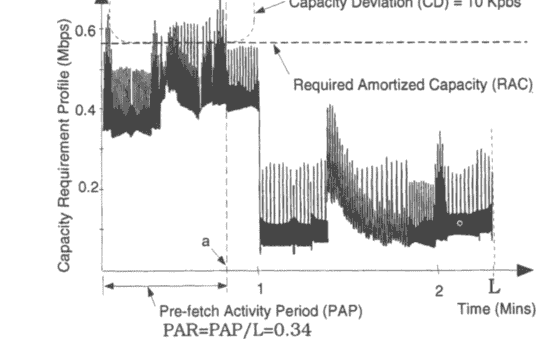 Capacity Deviation (CD) = 10 Kpbs
Capacity Requirement Profile (Mbps)
0.6
Required Amortized Capacity (RAC)
0.4
0.2
a
1
2
L
Time (Mins)
Pre-fetch Activity Period (PAP)
PAR=PAP/L=0.34